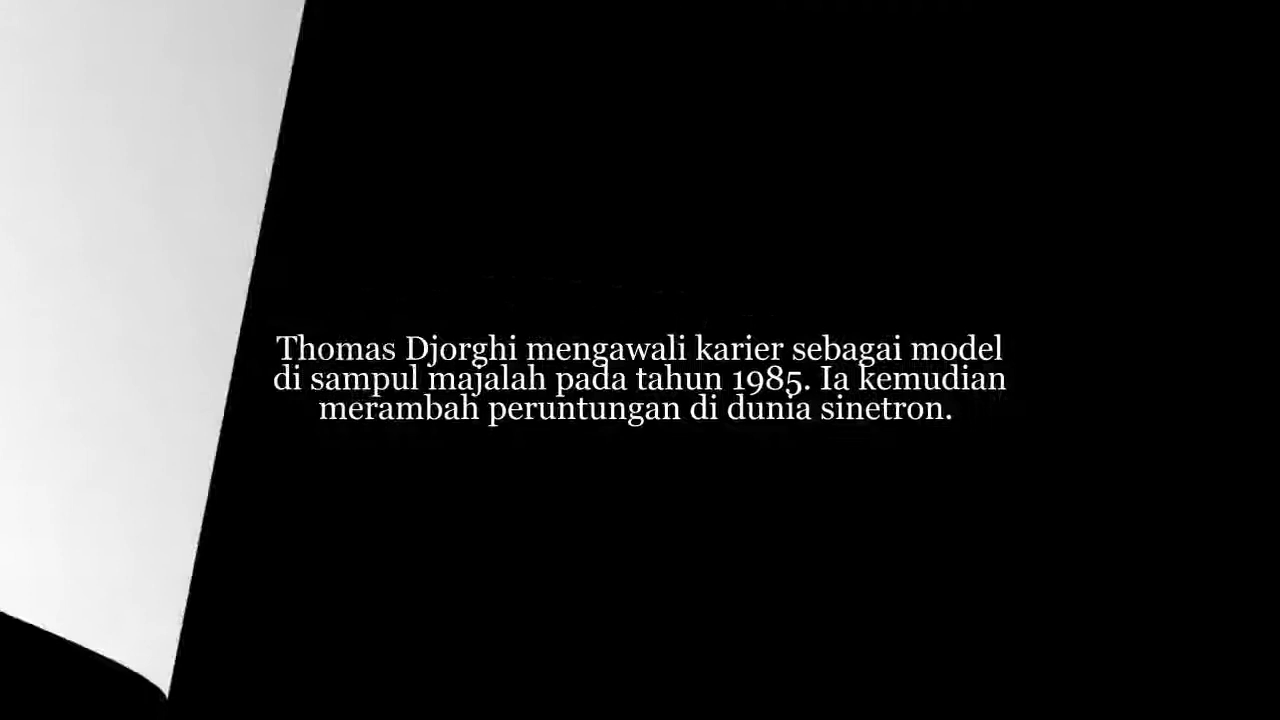 Thomas Djorghi mengawali karier sebagai model
di sampul majalah pada tahun 1985. Ia kemudian
merambah peruntungan di dunia sinetron.